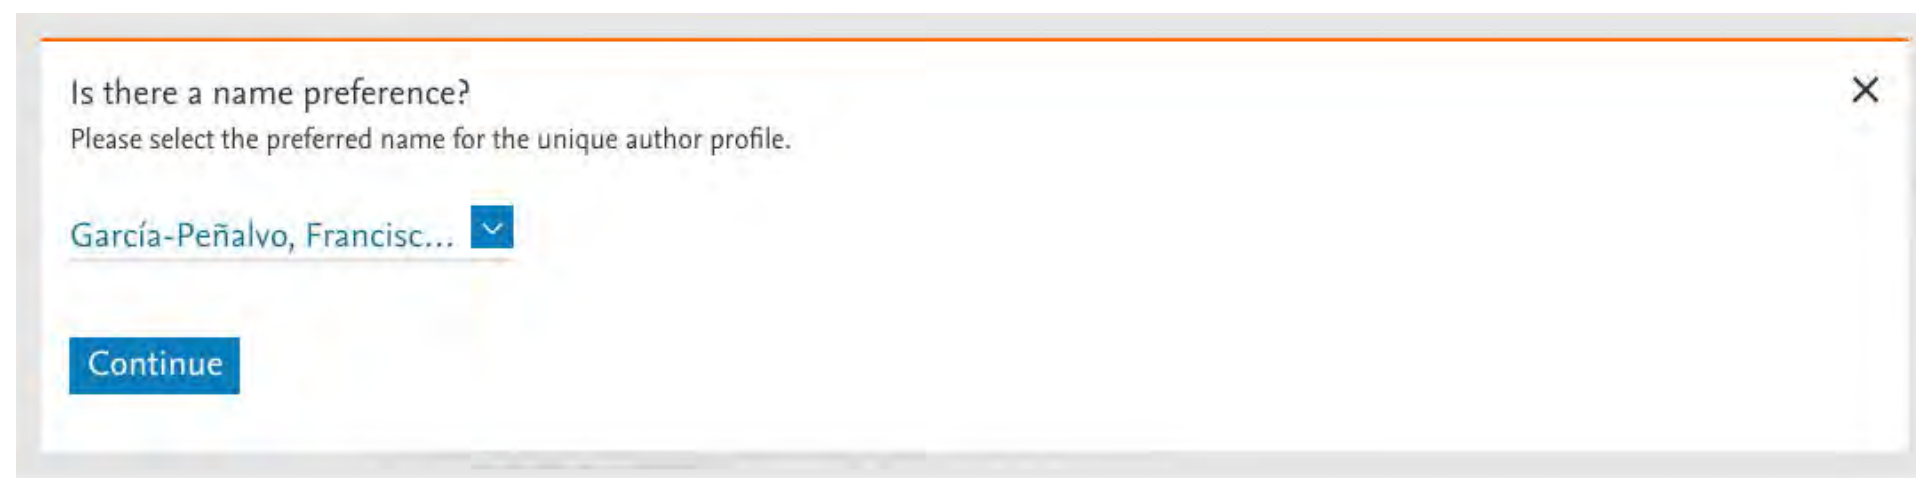 Is there a name preference?
Please select the preferred name for the unique author profile.
García-Peñalvo, Francisc...
Continue